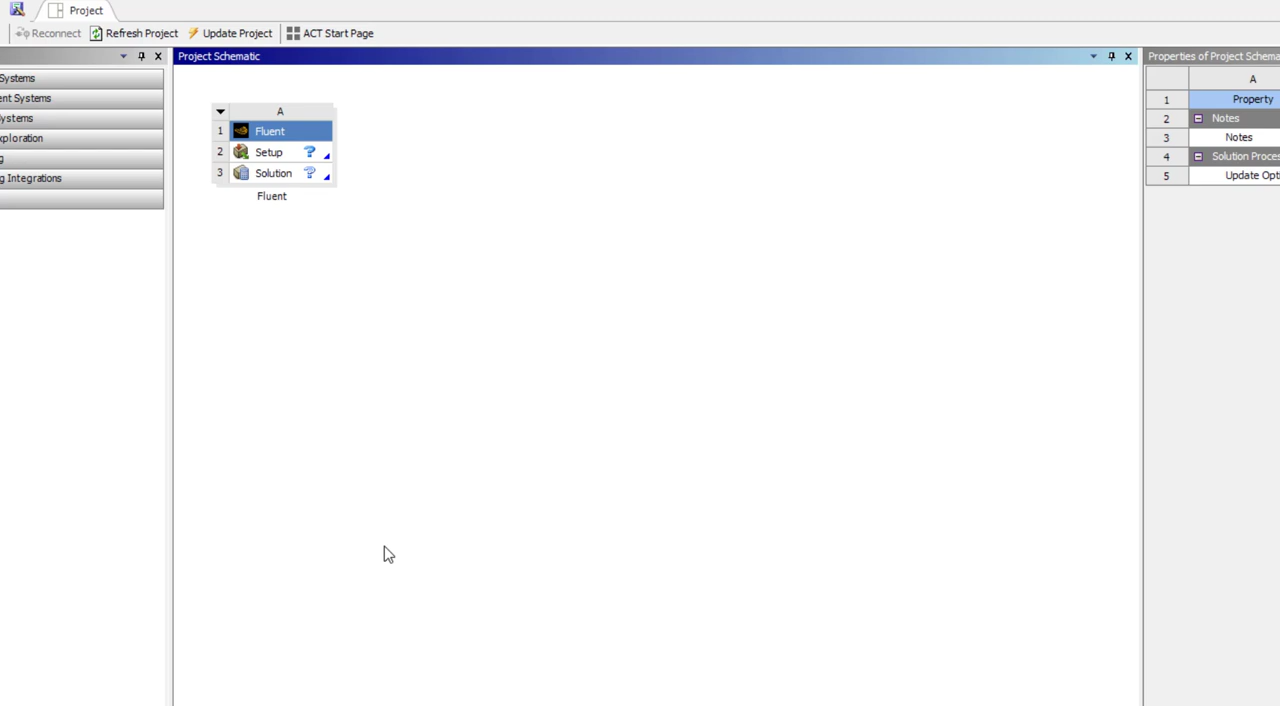 Project
Reconnect Refresh Project Update Project ACT Start Page
Project Schematic
Properties of Project Schema
Systems
ent Systems
ystems
xploration
g
g Integrations
A
1 Fluent
2 Setup ?
3 Solution ?
Fluent
A
1 Property
2 Notes
3 Notes
4 Solution Proces
5 Update Opti